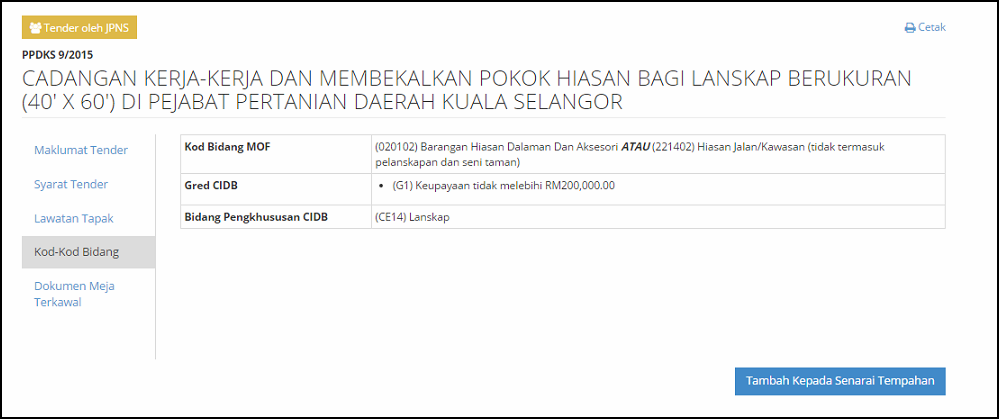 Tender oleh JPNS
Cetak
PPDKS 9/2015
CADANGAN KERJA-KERJA DAN MEMBEKALKAN POKOK HIASAN BAGI LANSKAP BERUKURAN
(40' X 60') DI PEJABAT PERTANIAN DAERAH KUALA SELANGOR
Maklumat Tender
Syarat Tender
Lawatan Tapak
Kod-Kod Bidang
Dokumen Meja
Terkawal
Kod Bidang MOF
(020102) Barangan Hiasan Dalaman Dan Aksesori ATAU (221402) Hiasan Jalan/Kawasan (tidak termasuk
pelanskapan dan seni taman)
Gred CIDB
• (G1) Keupayaan tidak melebihi RM200,000.00
Bidang Pengkhususan CIDB
(CE14) Lanskap
Tambah Kepada Senarai Tempahan